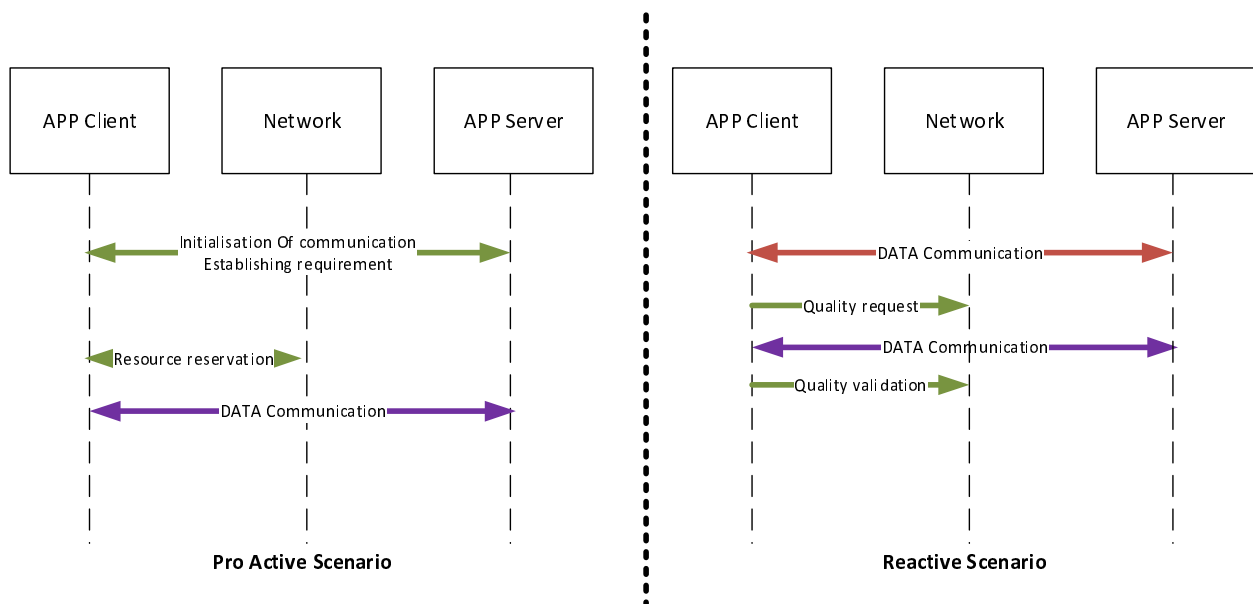 APP Client
Network
APP Server
Initialisation Of communication
Establishing requirement
Resource reservation
DATA Communication
Pro Active Scenario
APP Client
Network
APP Server
DATA Communication
Quality request
DATA Communication
Quality validation
Reactive Scenario